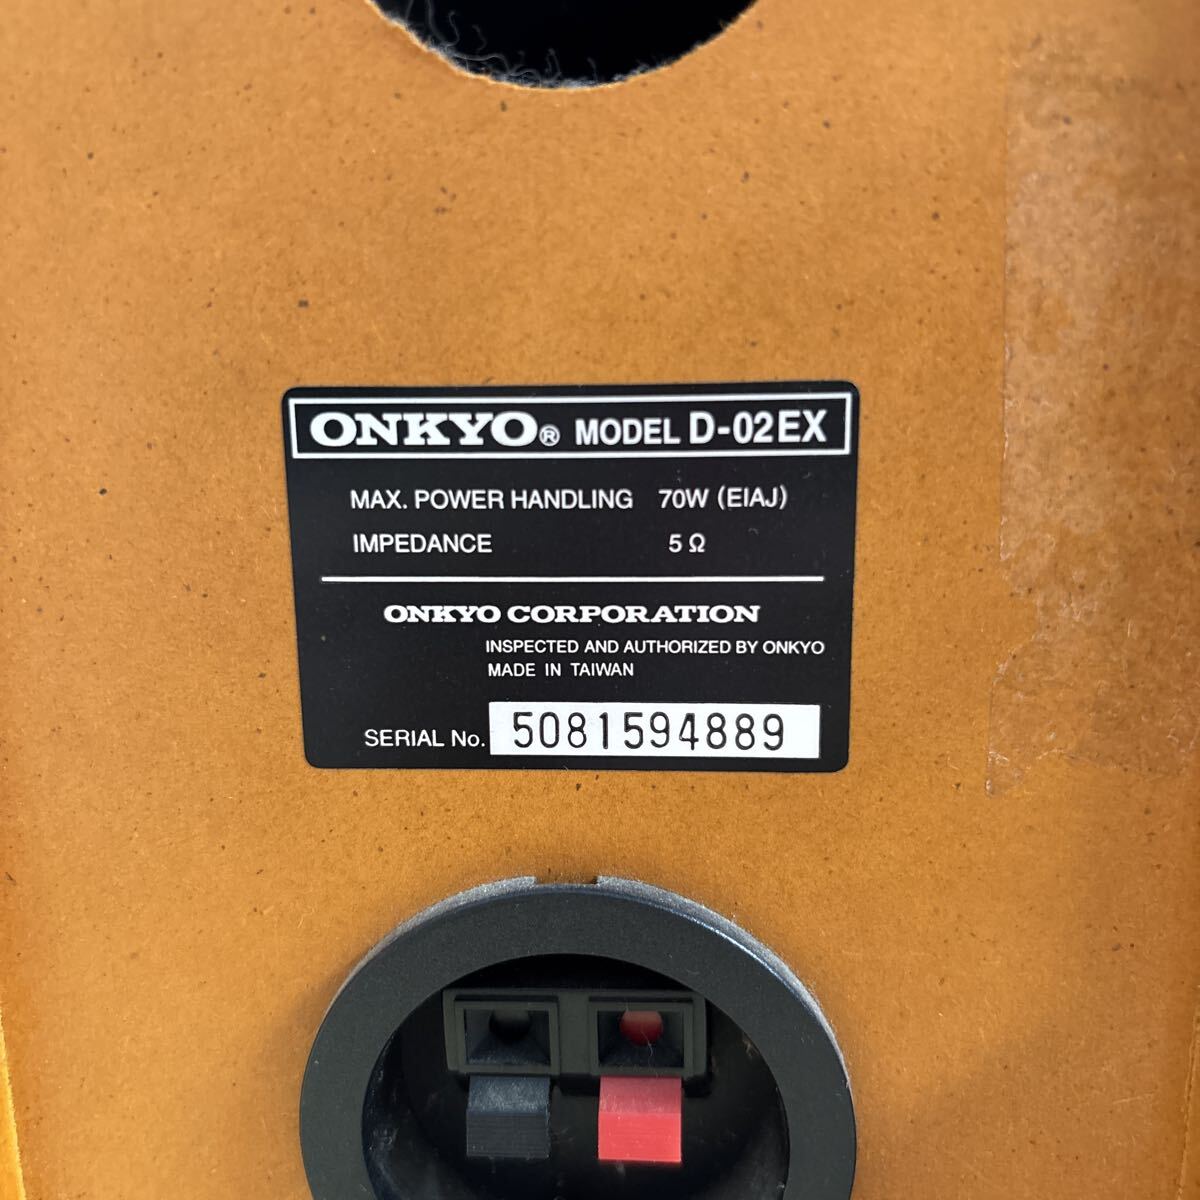 ONKYO® MODEL D-02EX
MAX. POWER HANDLING 70W (EIAJ)
IMPEDANCE 5 Ω
ONKYO CORPORATION
INSPECTED AND AUTHORIZED BY ONKYO
MADE IN TAIWAN
SERIAL No. 5081594889